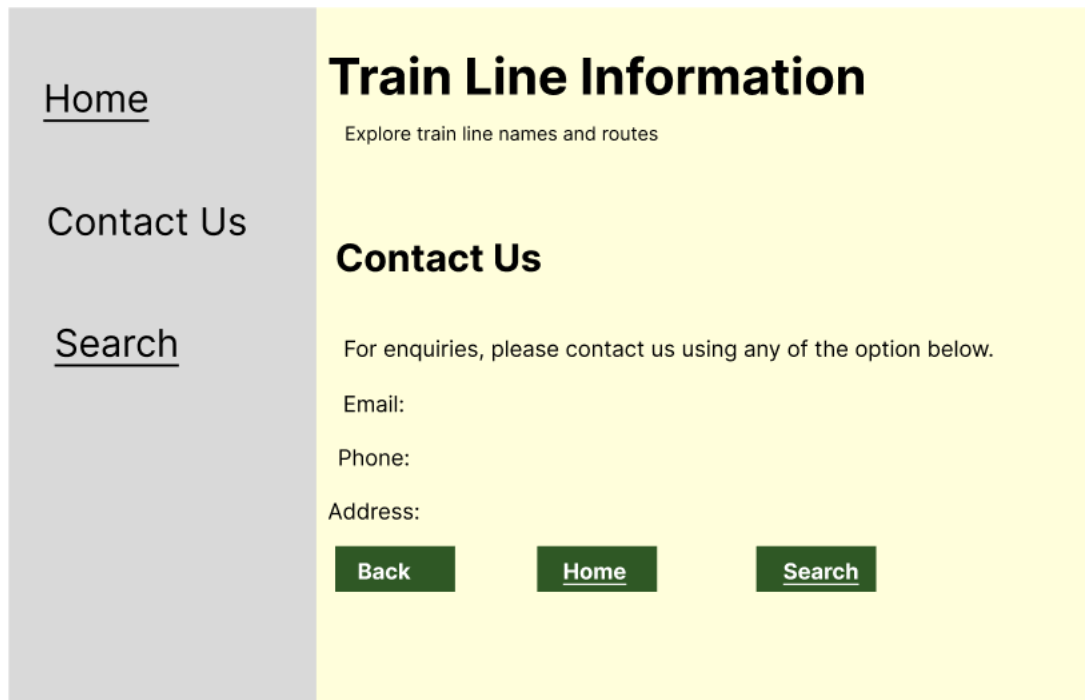 Home
Contact Us
Search
Train Line Information
Explore train line names and routes
Contact Us
For enquiries, please contact us using any of the option below.
Email:
Phone:
Address:
Back
Home
Search